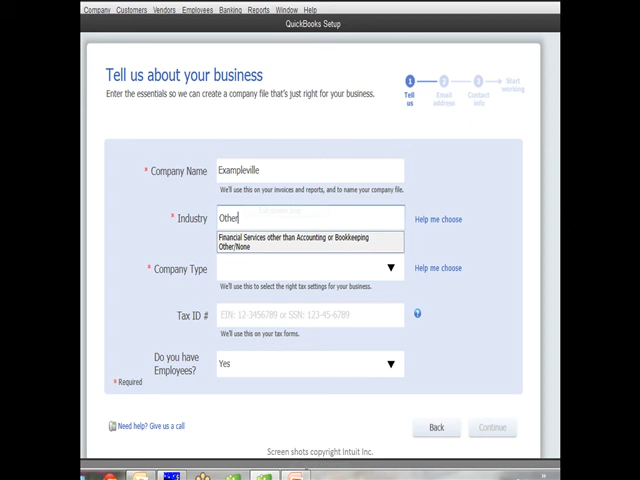 Company Customers Vendors Employees Banking Reports Window Help
QuickBooks Setup
Tell us about your business
Enter the essentials so we can create a company file that's just right for your business.
1 2 3 Start working
Tell us
Email address
Contact info
* Company Name Exampleville
We'll use this on your invoices and reports, and to name your company file.
* Industry Other Help me choose
Financial Services other than Accounting or Bookkeeping
Other/None
* Company Type Help me choose
We'll use this to select the right tax settings for your business.
Tax ID # EIN: 12-3456789 or SSN: 123-45-6789 ?
We'll use this on your tax forms.
Do you have Employees? Yes
* Required
Need help? Give us a call
Back Continue
Screen shots copyright Intuit Inc.